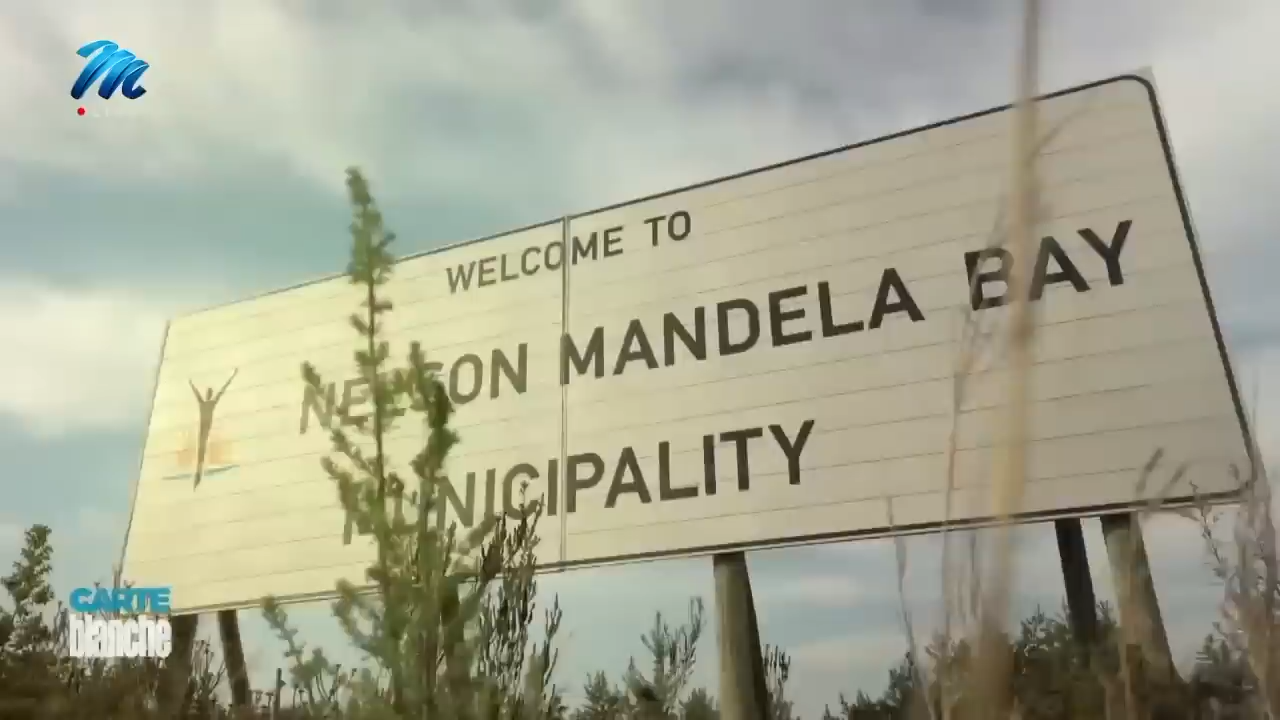 WELCOME TO
NELSON MANDELA BAY
MUNICIPALITY
CARTE
blanche